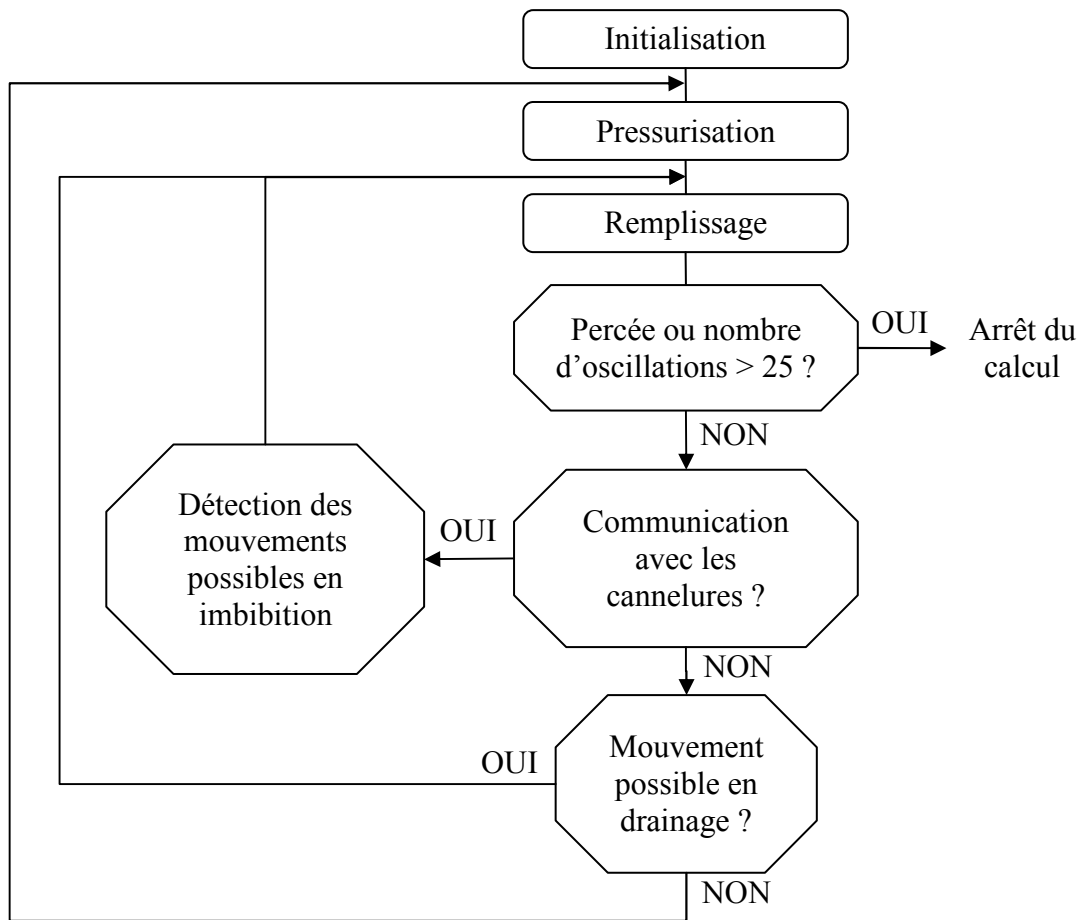 Initialisation
Pressurisation
Remplissage
Percée ou nombre
d’oscillations > 25 ?
OUI
Arrêt du
calcul
NON
Détection des
mouvements
possibles en
imbibition
OUI
Communication
avec les
cannelures ?
NON
OUI
Mouvement
possible en
drainage ?
NON